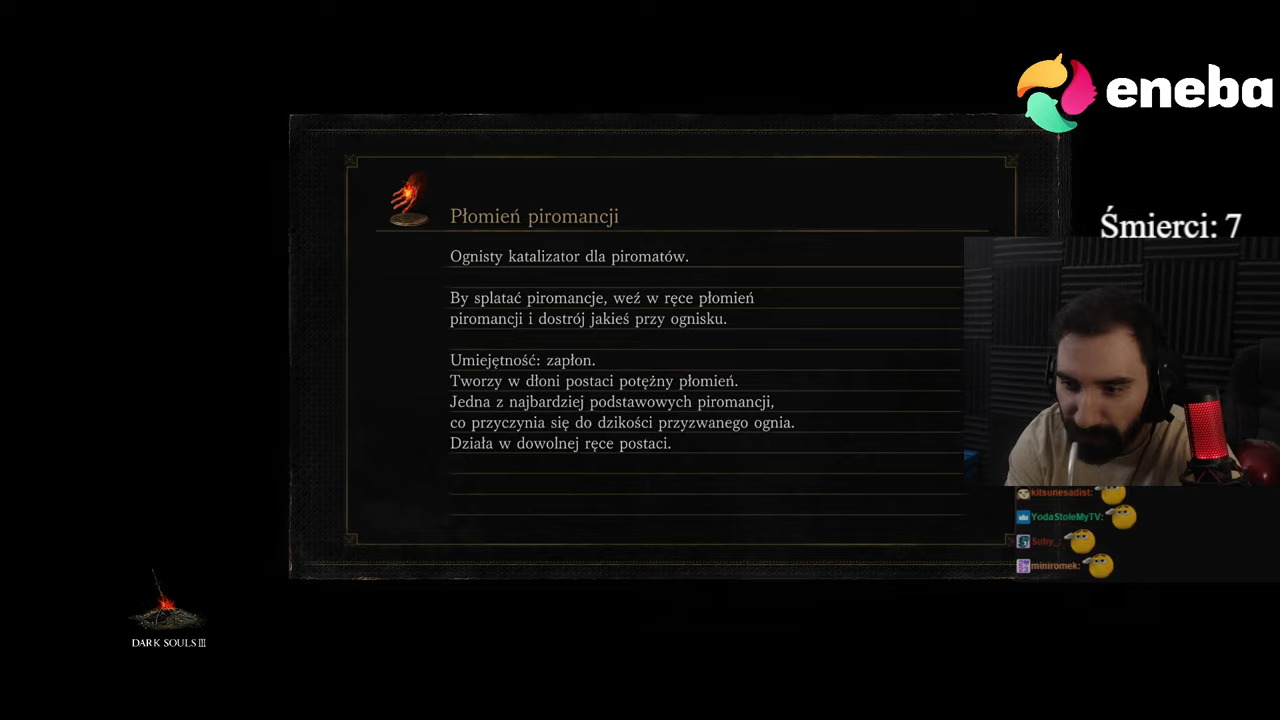 eneba
Śmierci: 7
Płomień piromancji
Ognisty katalizator dla piromatów.
By splatać piromancje, weź w ręce płomień
piromancji i dostrój jakieś przy ognisku.
Umiejętność: zapłon.
Tworzy w dłoni postaci potężny płomień.
Jedna z najbardziej podstawowych piromancji,
co przyczynia się do dzikości przyzwanego ognia.
Działa w dowolnej ręce postaci.
kitsunesadist:
YodaStoleMyTV:
Suby_:
miniromek:
DARK SOULS III